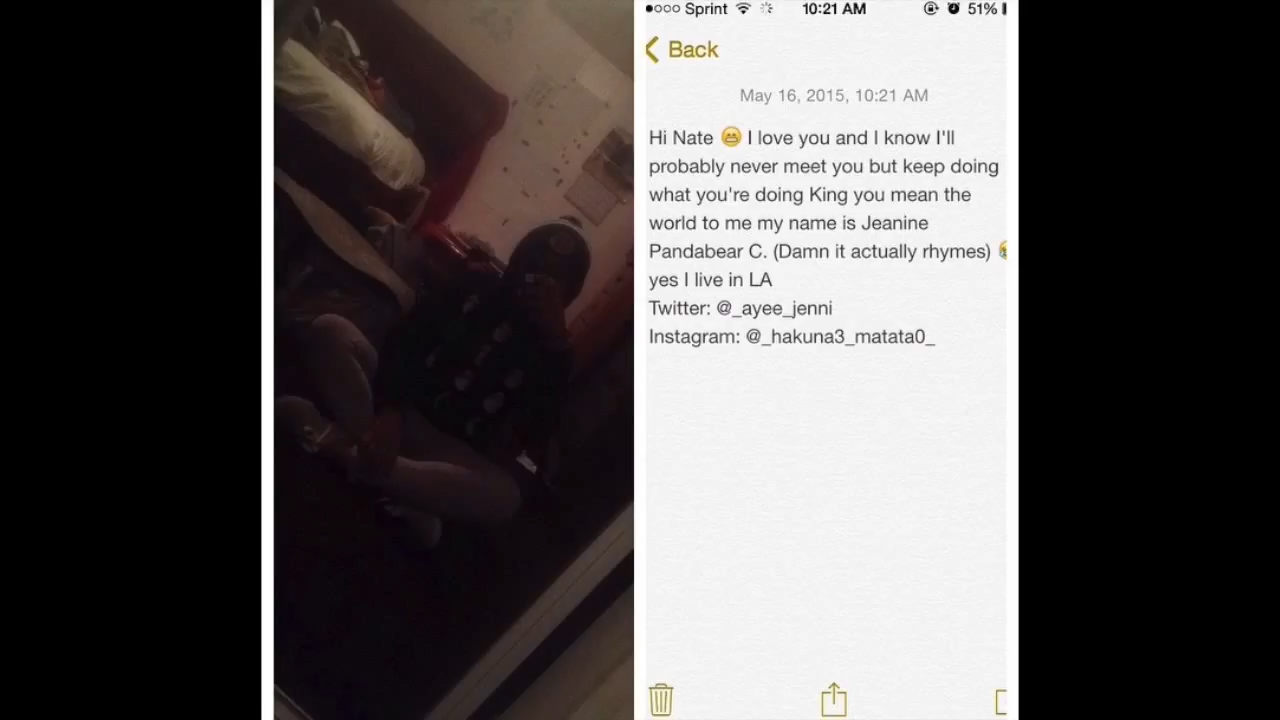 Sprint 10:21 AM 51%
Back
May 16, 2015, 10:21 AM
Hi Nate 😁 I love you and I know I'll
probably never meet you but keep doing
what you're doing King you mean the
world to me my name is Jeanine
Pandabear C. (Damn it actually rhymes) 😂
yes I live in LA
Twitter: @_ayee_jenni
Instagram: @_hakuna3_matata0_